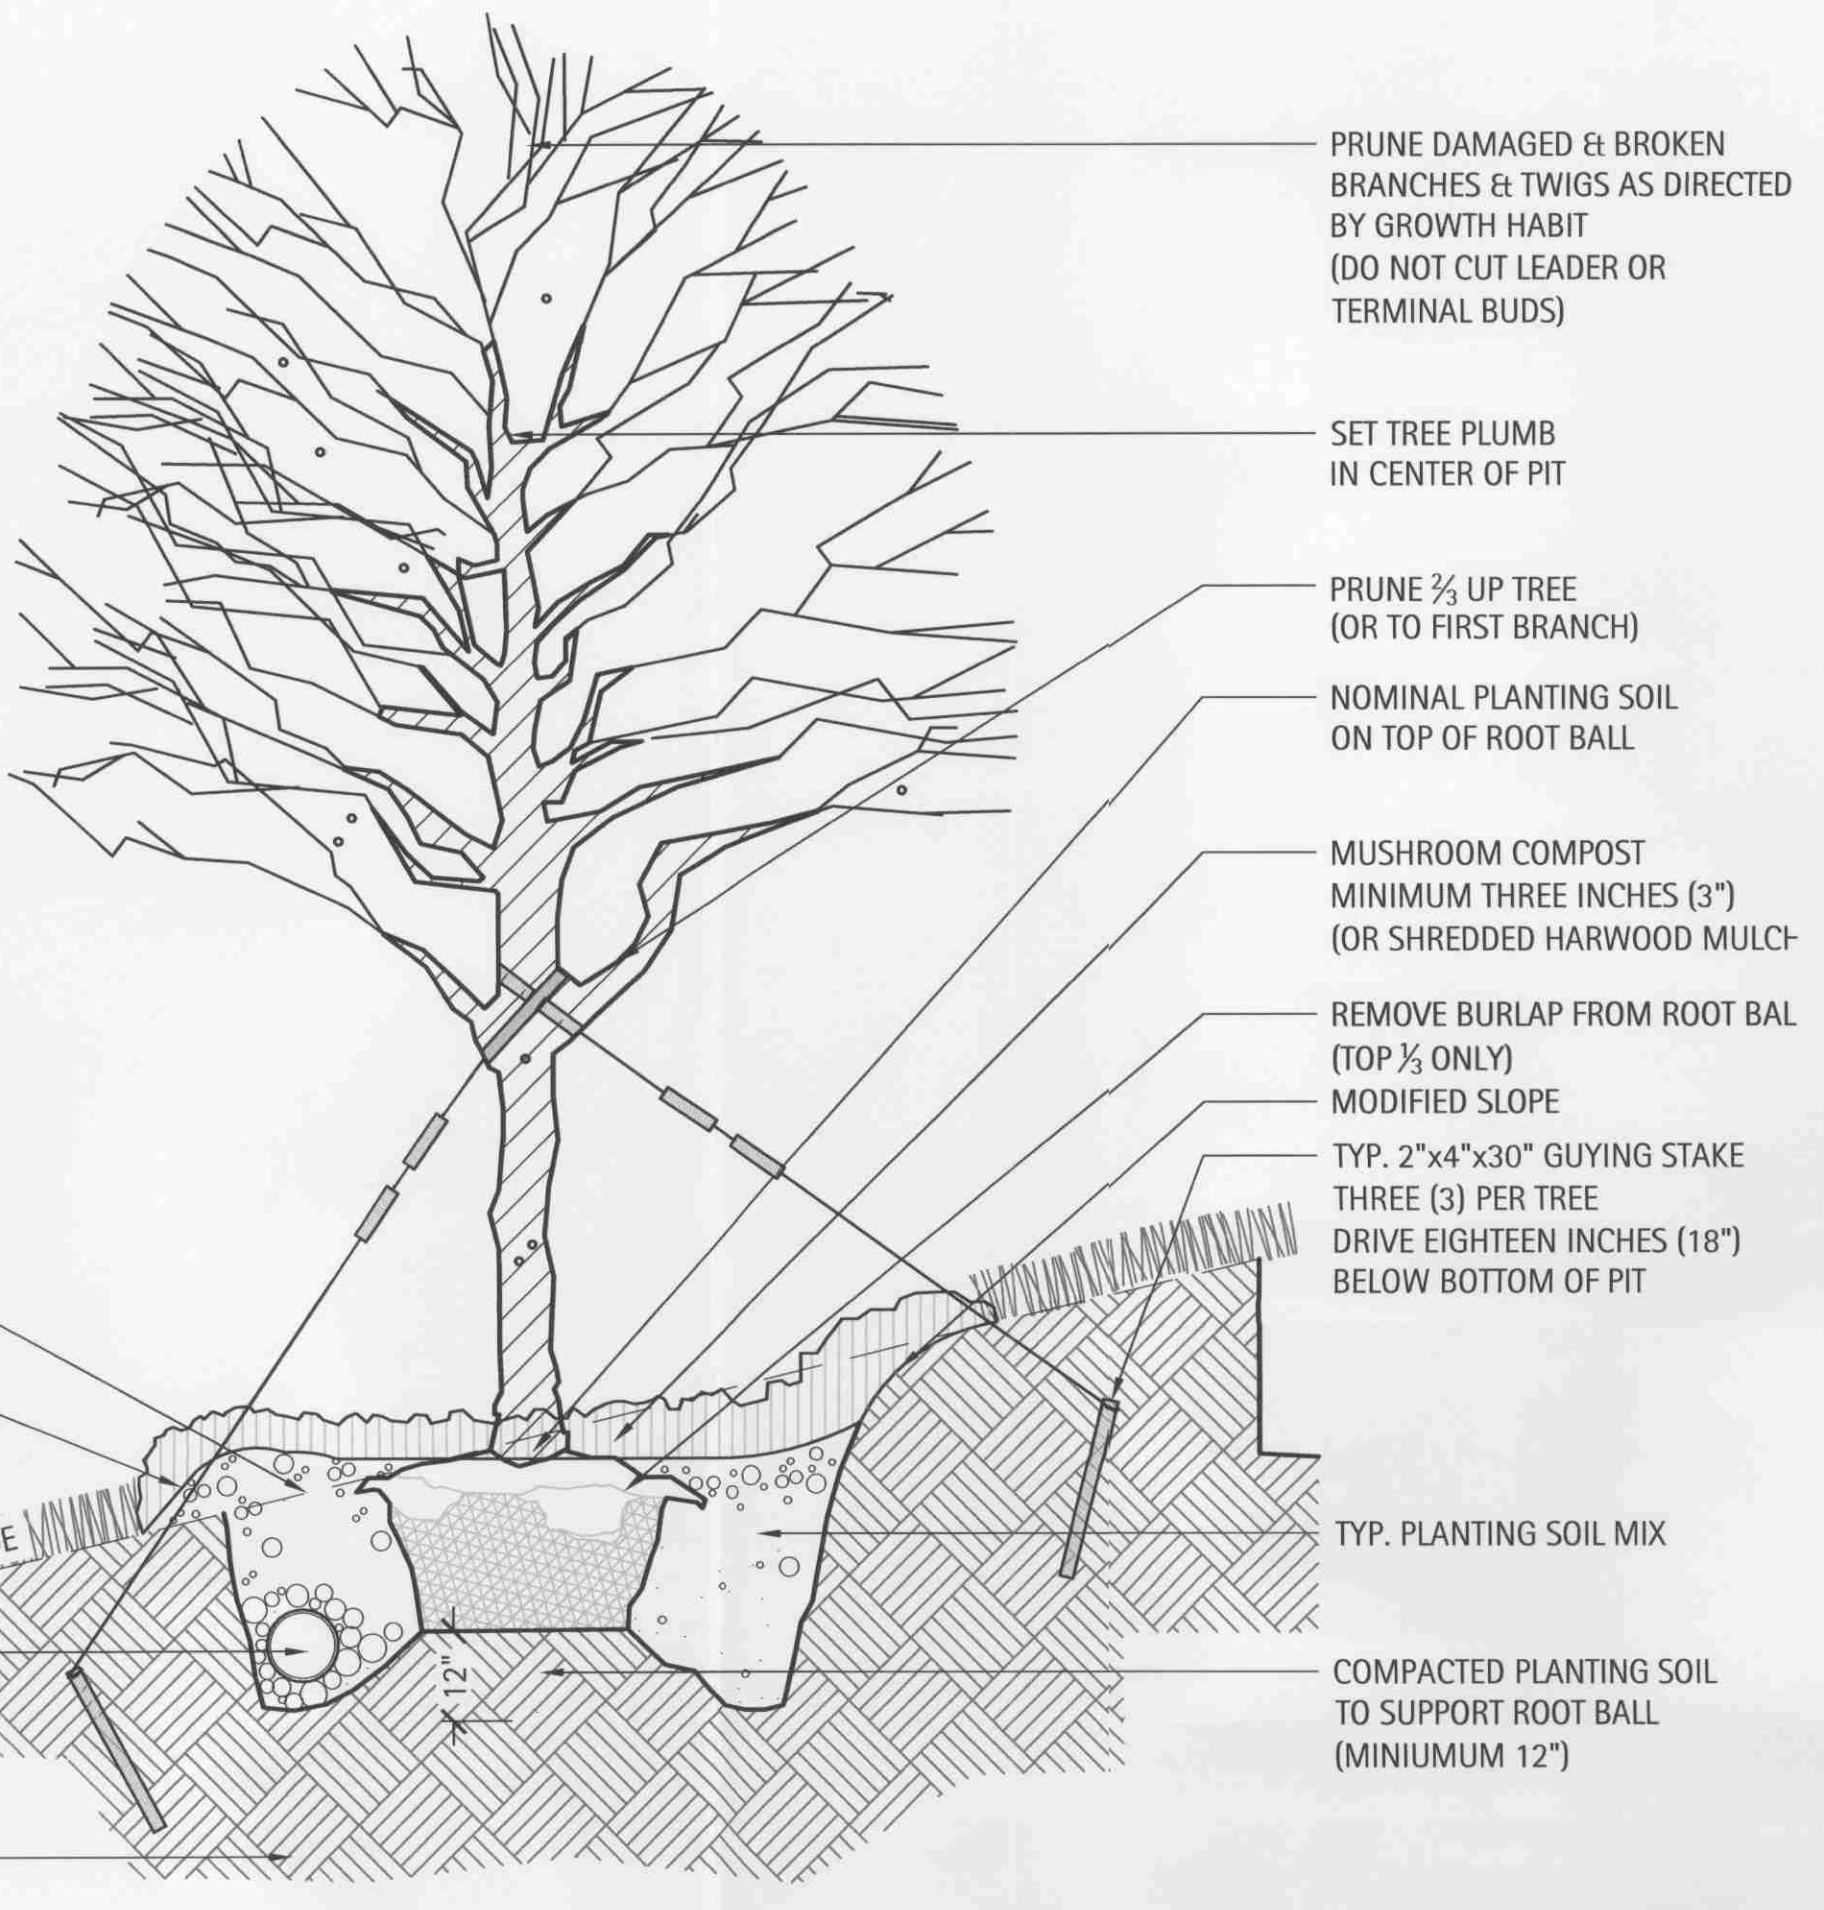 PRUNE DAMAGED & BROKEN
BRANCHES & TWIGS AS DIRECTED
BY GROWTH HABIT
(DO NOT CUT LEADER OR
TERMINAL BUDS)
SET TREE PLUMB
IN CENTER OF PIT
PRUNE ⅔ UP TREE
(OR TO FIRST BRANCH)
NOMINAL PLANTING SOIL
ON TOP OF ROOT BALL
MUSHROOM COMPOST
MINIMUM THREE INCHES (3")
(OR SHREDDED HARWOOD MULCH
REMOVE BURLAP FROM ROOT BAL
(TOP ⅓ ONLY)
MODIFIED SLOPE
TYP. 2"x4"x30" GUYING STAKE
THREE (3) PER TREE
DRIVE EIGHTEEN INCHES (18")
BELOW BOTTOM OF PIT
E
TYP. PLANTING SOIL MIX
12"
COMPACTED PLANTING SOIL
TO SUPPORT ROOT BALL
(MINIUMUM 12")